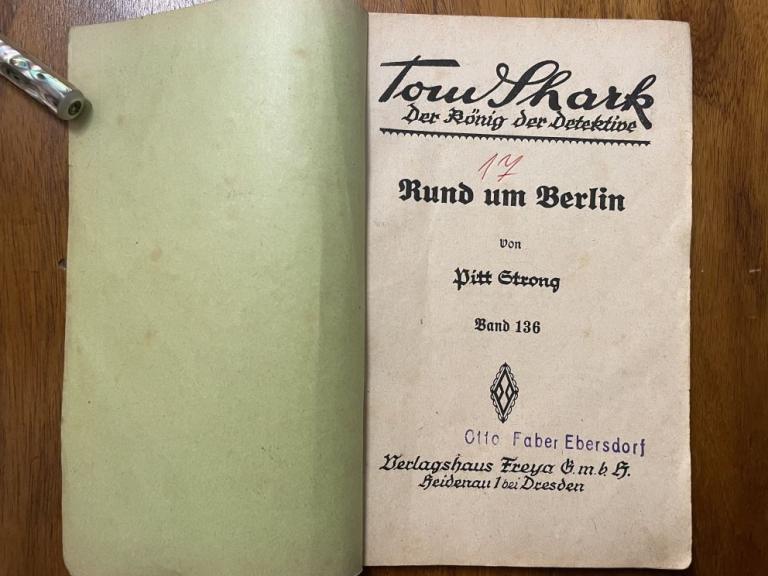 Tom Shark
Der König der Detektive
17
Rund um Berlin
von
Pitt Strong
Band 136
Otto Faber Ebersdorf
Verlagshaus Freya G.m.b.H.
Heidenau 1 bei Dresden